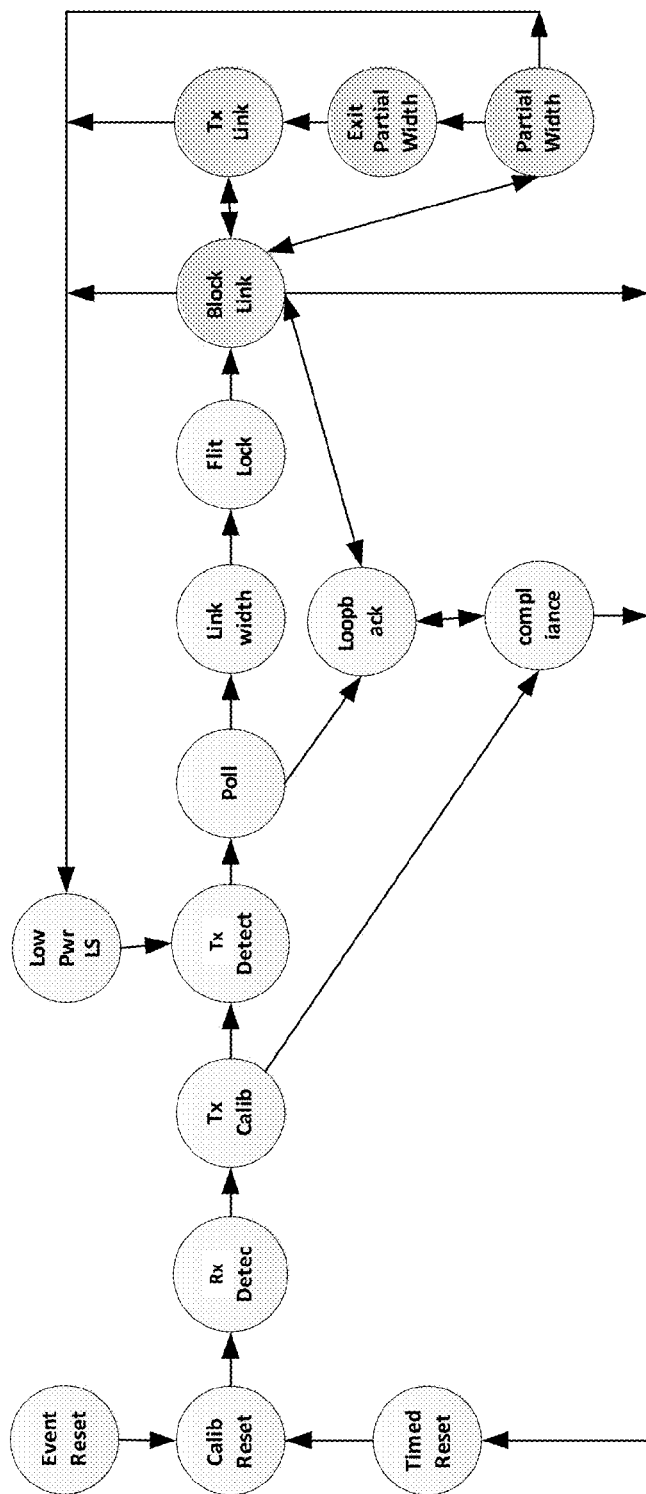 Event
Reset
Calib
Reset
Timed
Reset
Rx
Detec
Tx
Calib
Low
Pwr
LS
Tx
Detect
Poll
Loopb
ack
Link
width
compl
iance
Flit
Lock
Block
Link
Tx
Link
Exit
Partial
Width
Partial
Width